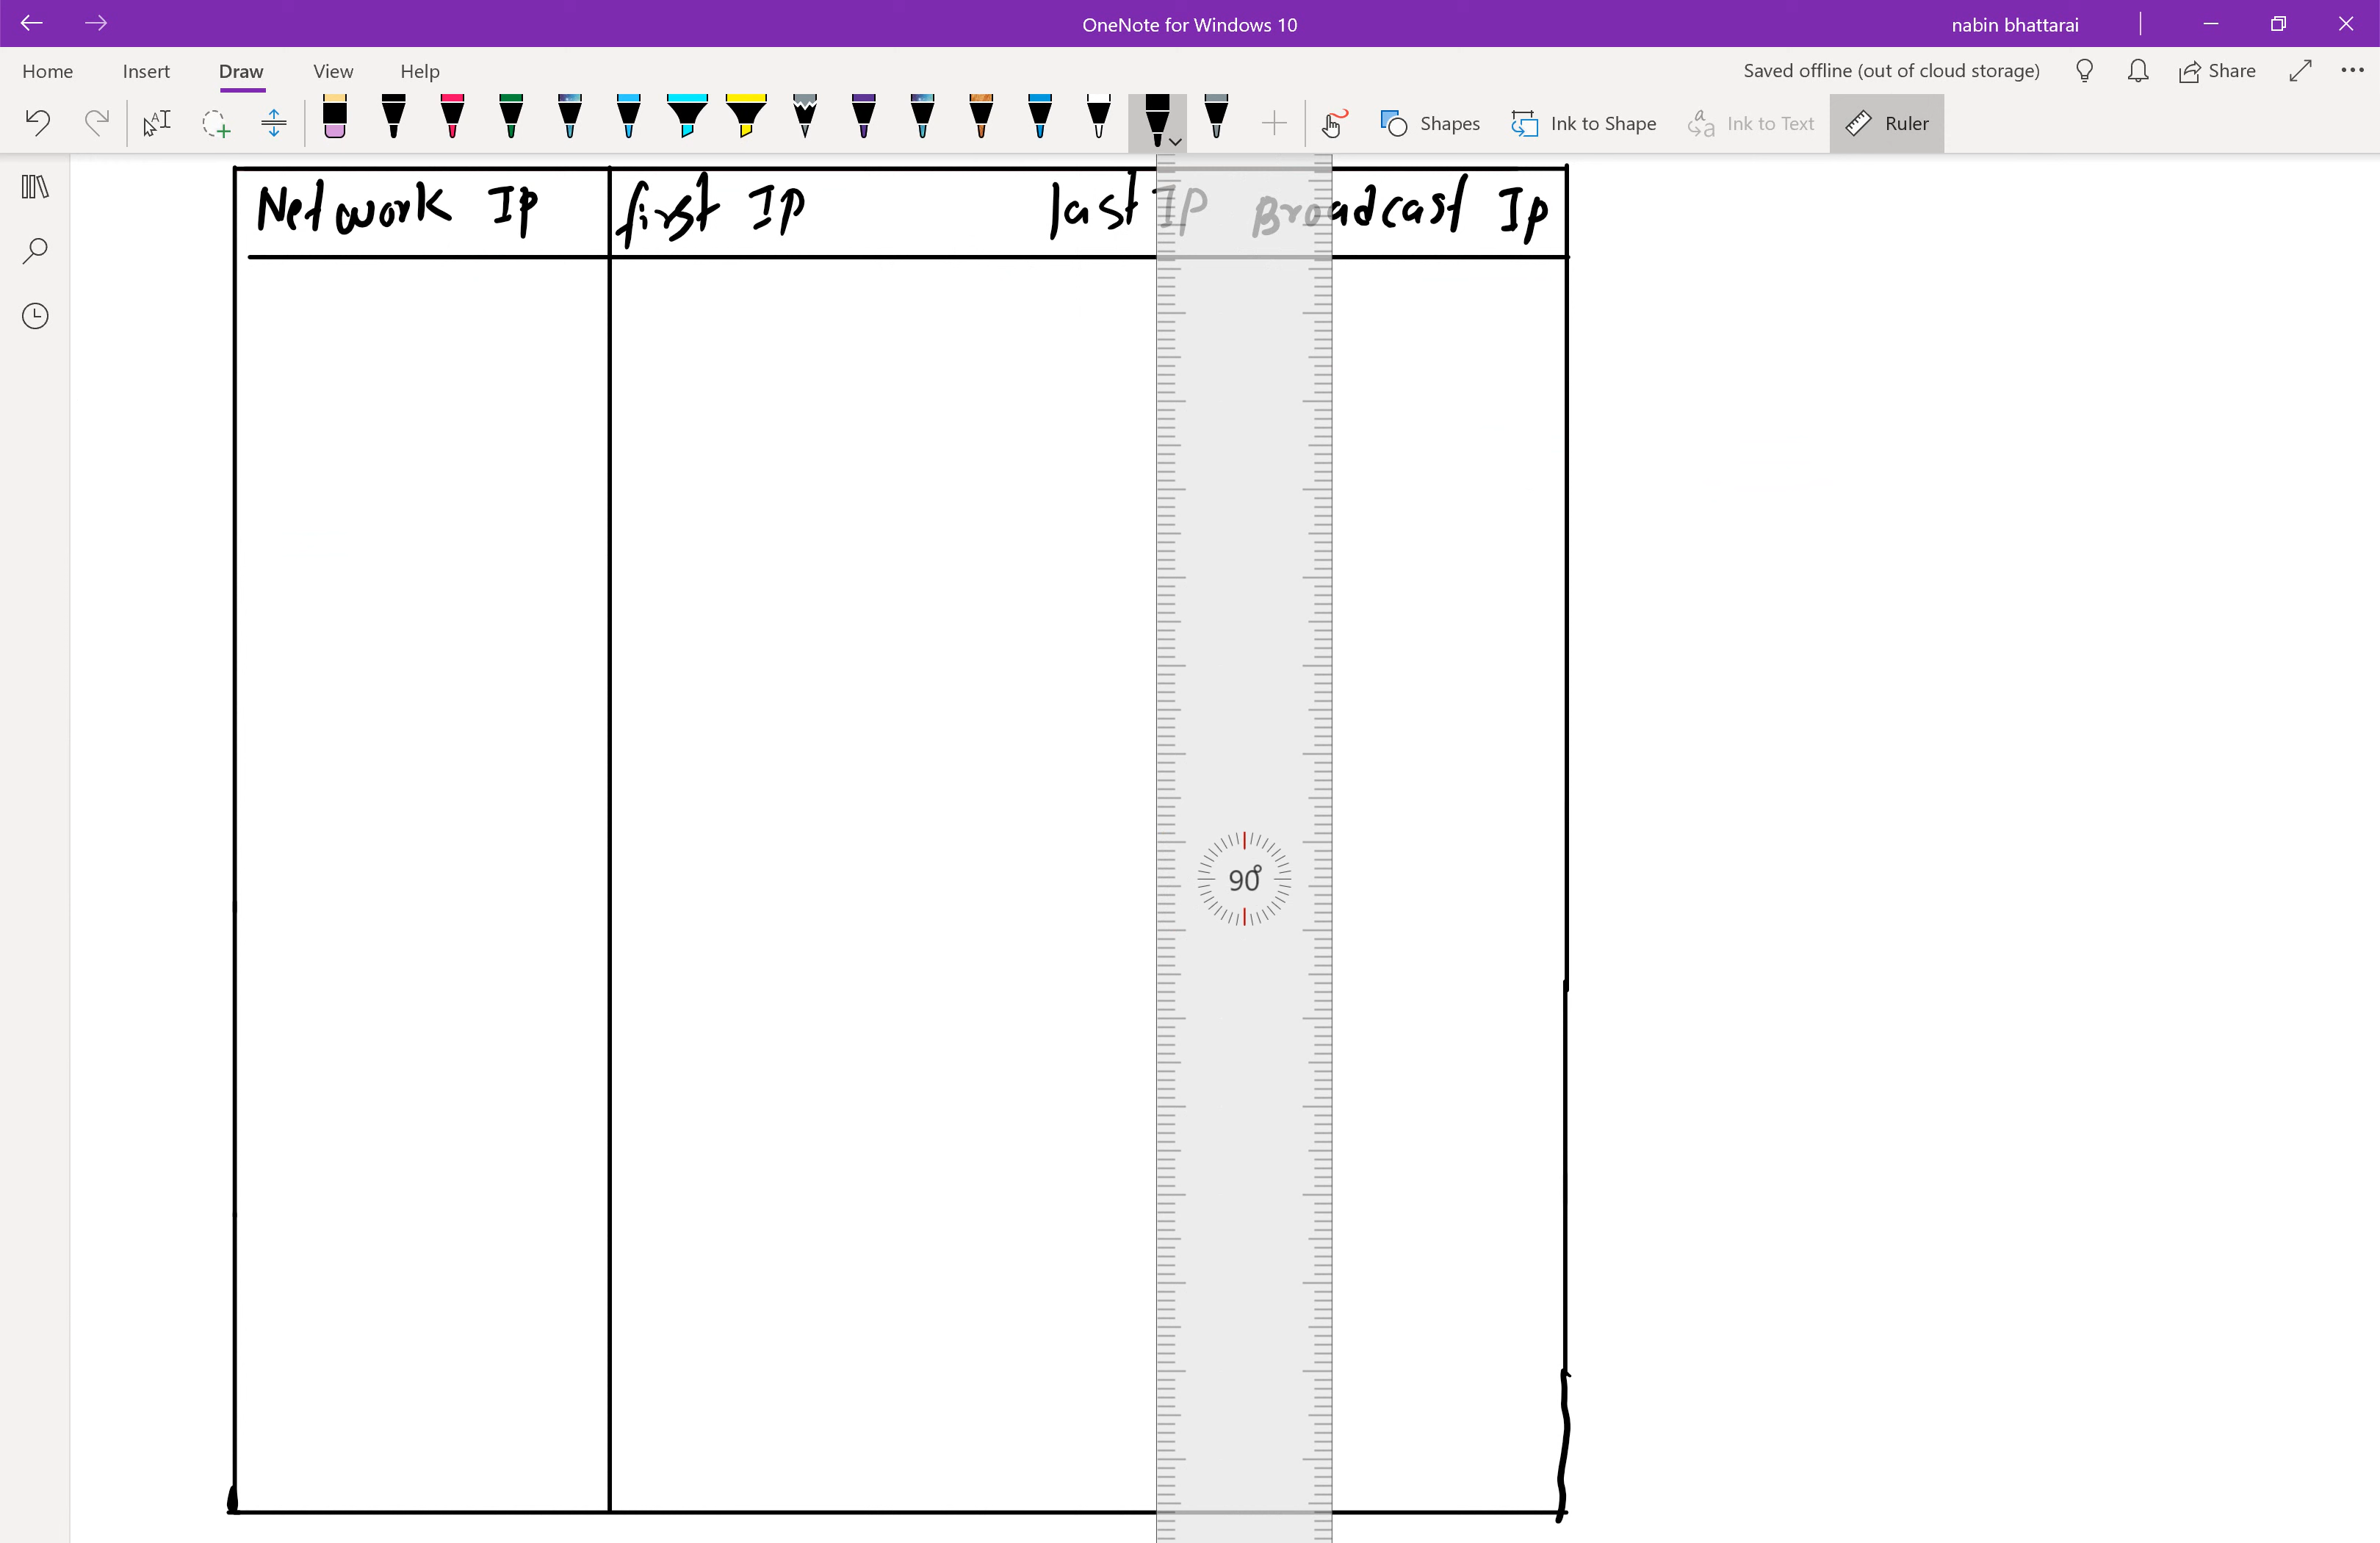 OneNote for Windows 10
nabin bhattarai
Home Insert Draw View Help
Saved offline (out of cloud storage)
Share
Shapes Ink to Shape Ink to Text Ruler
Network Ip first IP last IP Broadcast Ip
90°